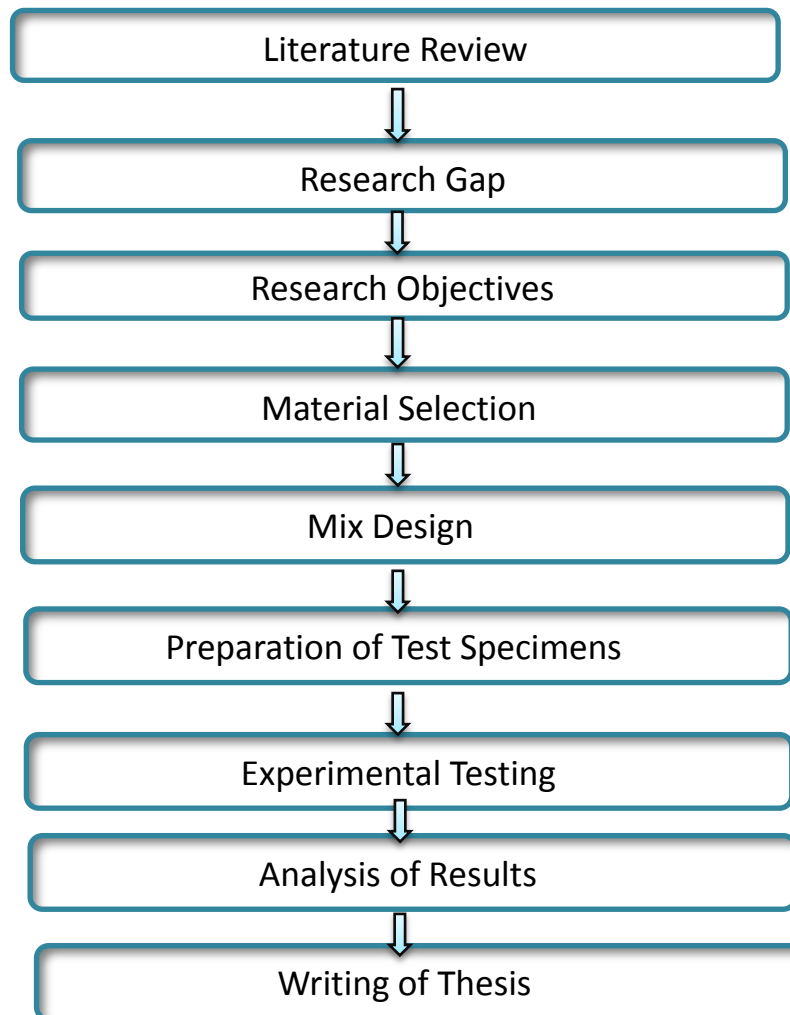 Literature Review
Research Gap
Research Objectives
Material Selection
Mix Design
Preparation of Test Specimens
Experimental Testing
Analysis of Results
Writing of Thesis